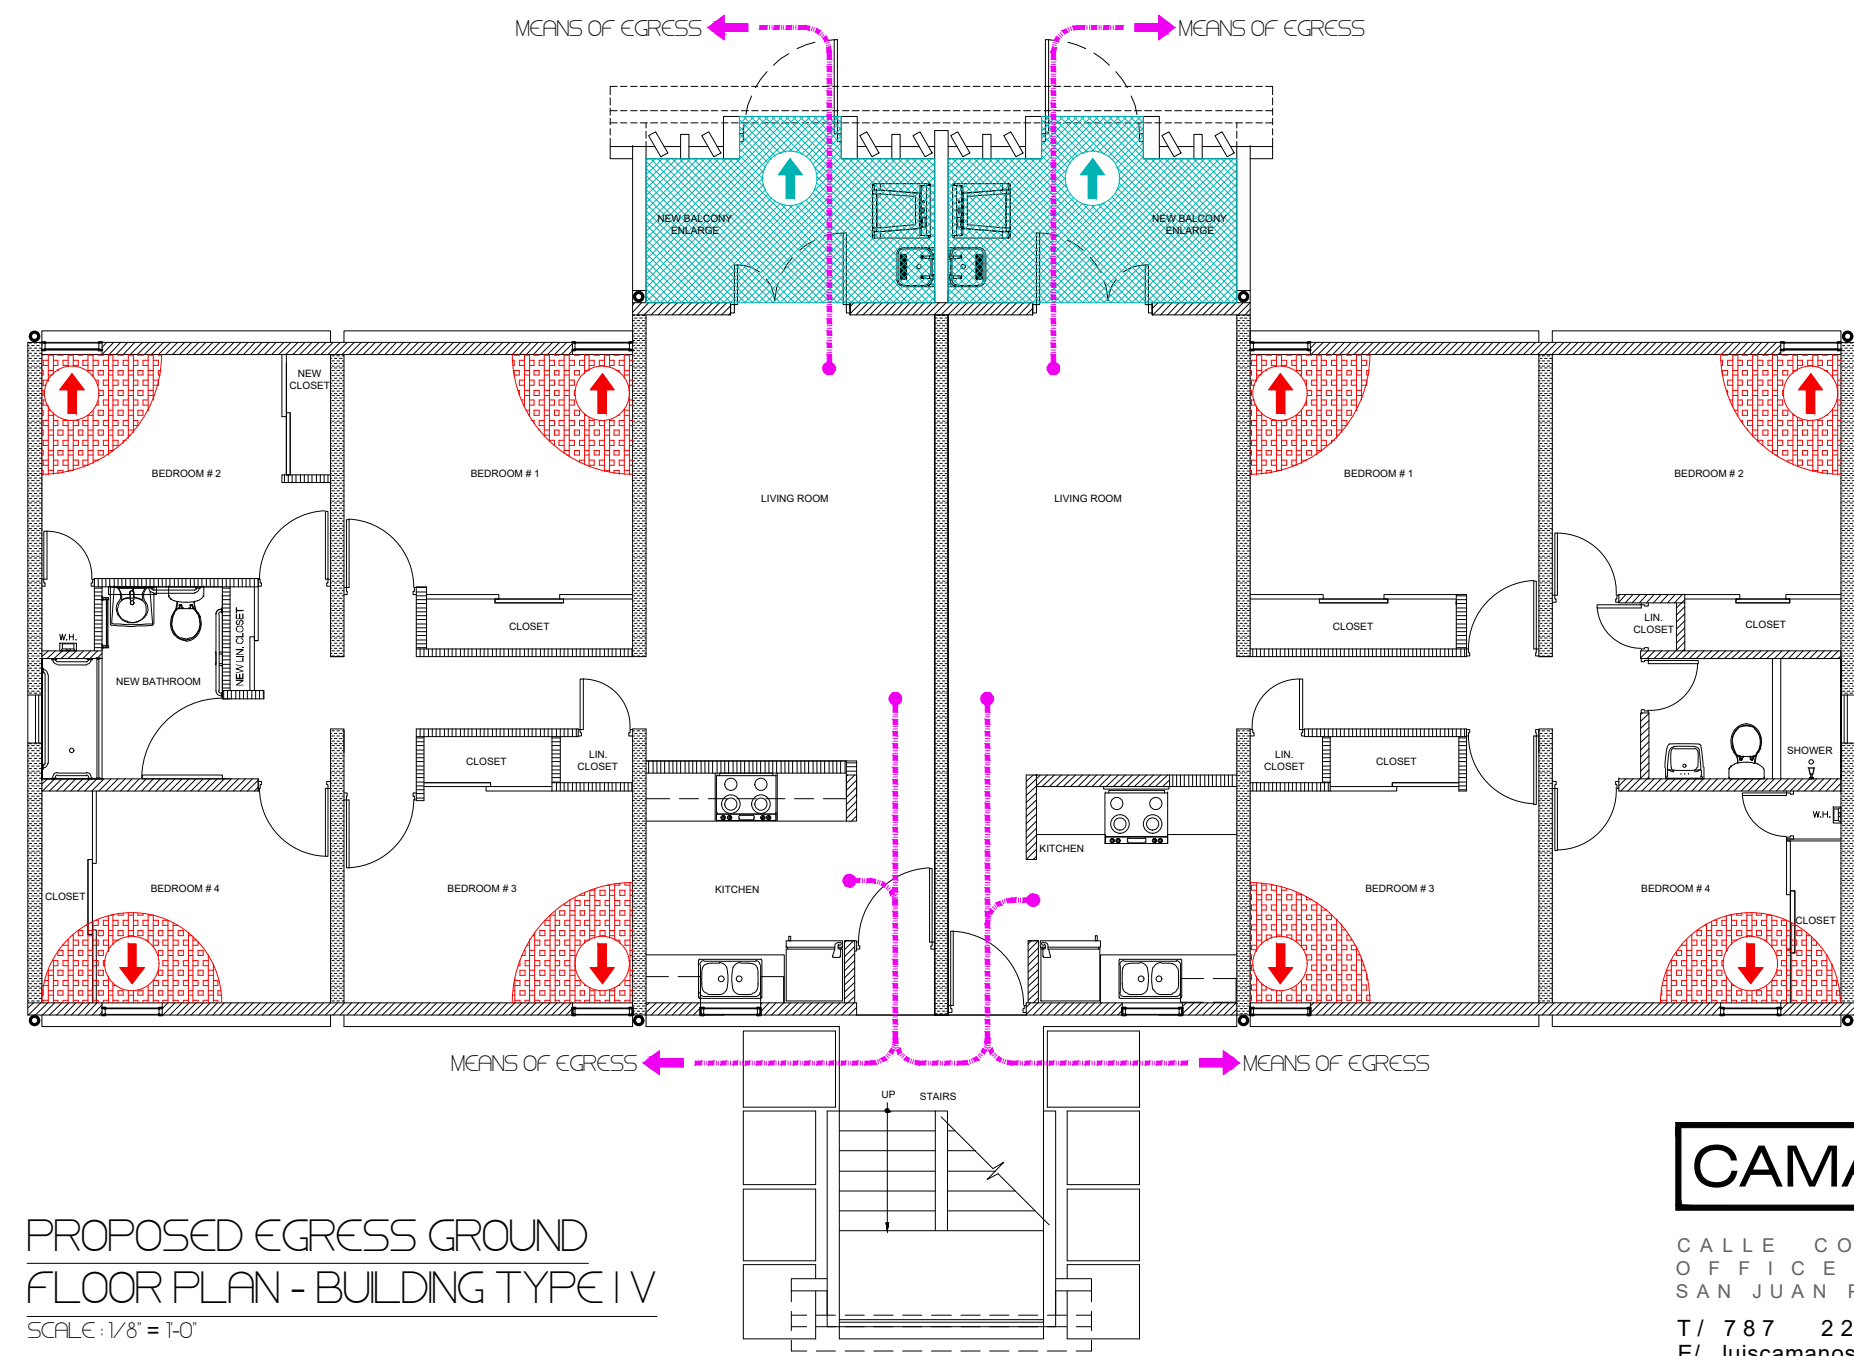 MEANS OF EGRESS
MEANS OF EGRESS
NEW BALCONY
ENLARGE
NEW BALCONY
ENLARGE
NEW
CLOSET
BEDROOM # 2
BEDROOM # 1
LIVING ROOM
LIVING ROOM
BEDROOM # 1
BEDROOM # 2
CLOSET
CLOSET
LIN.
CLOSET
CLOSET
W.H.
NEW LIN. CLOSET
NEW BATHROOM
CLOSET
LIN.
CLOSET
LIN.
CLOSET
CLOSET
SHOWER
W.H.
KITCHEN
CLOSET
BEDROOM # 4
BEDROOM # 3
KITCHEN
BEDROOM # 3
BEDROOM # 4
CLOSET
MEANS OF EGRESS
MEANS OF EGRESS
UP
STAIRS
PROPOSED EGRESS GROUND
FLOOR PLAN - BUILDING TYPE I V
SCALE : 1/8" = 1'-0"
CAMA
CALLE CO
OFFICE
SAN JUAN P
T/ 787 22
E/ luiscamanos